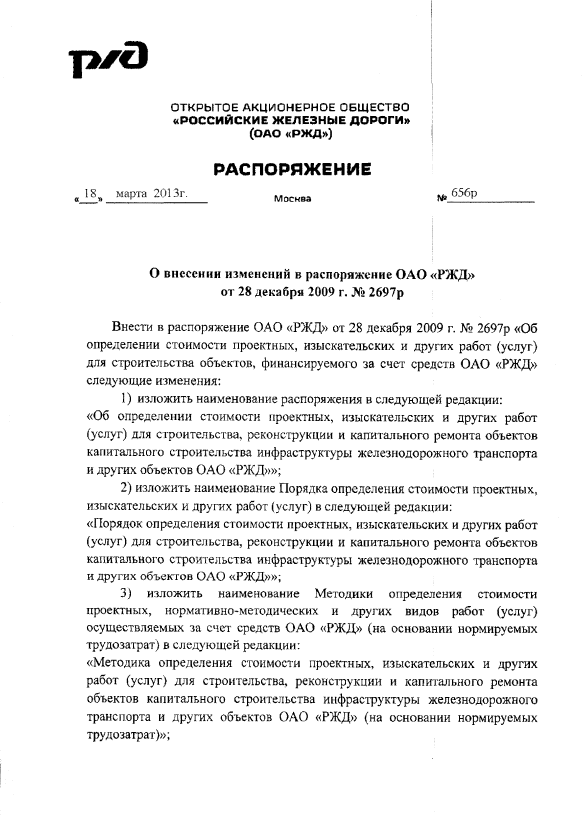 ржд
ОТКРЫТОЕ АКЦИОНЕРНОЕ ОБЩЕСТВО
«РОССИЙСКИЕ ЖЕЛЕЗНЫЕ ДОРОГИ»
(ОАО «РЖД»)
РАСПОРЯЖЕНИЕ
«18» марта 2013г. Москва № 656р
О внесении изменений в распоряжение ОАО «РЖД»
от 28 декабря 2009 г. № 2697р
Внести в распоряжение ОАО «РЖД» от 28 декабря 2009 г. № 2697р «Об
определении стоимости проектных, изыскательских и других работ (услуг)
для строительства объектов, финансируемого за счет средств ОАО «РЖД»
следующие изменения:
1) изложить наименование распоряжения в следующей редакции:
«Об определении стоимости проектных, изыскательских и других работ
(услуг) для строительства, реконструкции и капитального ремонта объектов
капитального строительства инфраструктуры железнодорожного транспорта
и других объектов ОАО «РЖД»»;
2) изложить наименование Порядка определения стоимости проектных,
изыскательских и других работ (услуг) в следующей редакции:
«Порядок определения стоимости проектных, изыскательских и других работ
(услуг) для строительства, реконструкции и капитального ремонта объектов
капитального строительства инфраструктуры железнодорожного транспорта
и других объектов ОАО «РЖД»»;
3) изложить наименование Методики определения стоимости
проектных, нормативно-методических и других видов работ (услуг)
осуществляемых за счет средств ОАО «РЖД» (на основании нормируемых
трудозатрат) в следующей редакции:
«Методика определения стоимости проектных, изыскательских и других
работ (услуг) для строительства, реконструкции и капитального ремонта
объектов капитального строительства инфраструктуры железнодорожного
транспорта и других объектов ОАО «РЖД» (на основании нормируемых
трудозатрат)»;